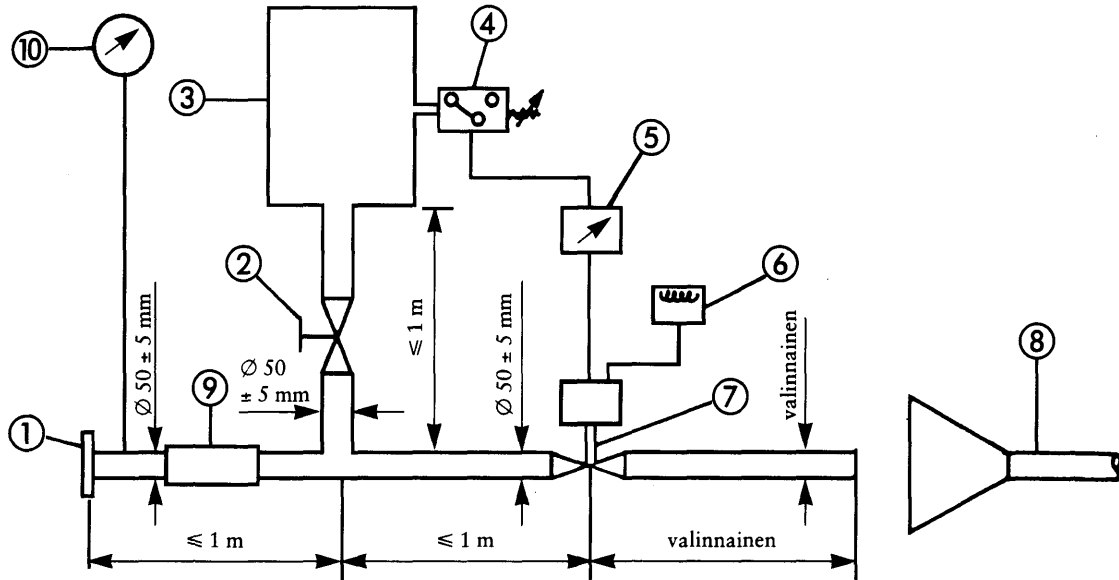 10
3
4
5
2
6
Ø 50 ± 5 mm
9
Ø 50
± 5 mm
≤ 1 m
Ø 50 ± 5 mm
7
valinnainen
8
1
≤ 1 m
≤ 1 m
valinnainen